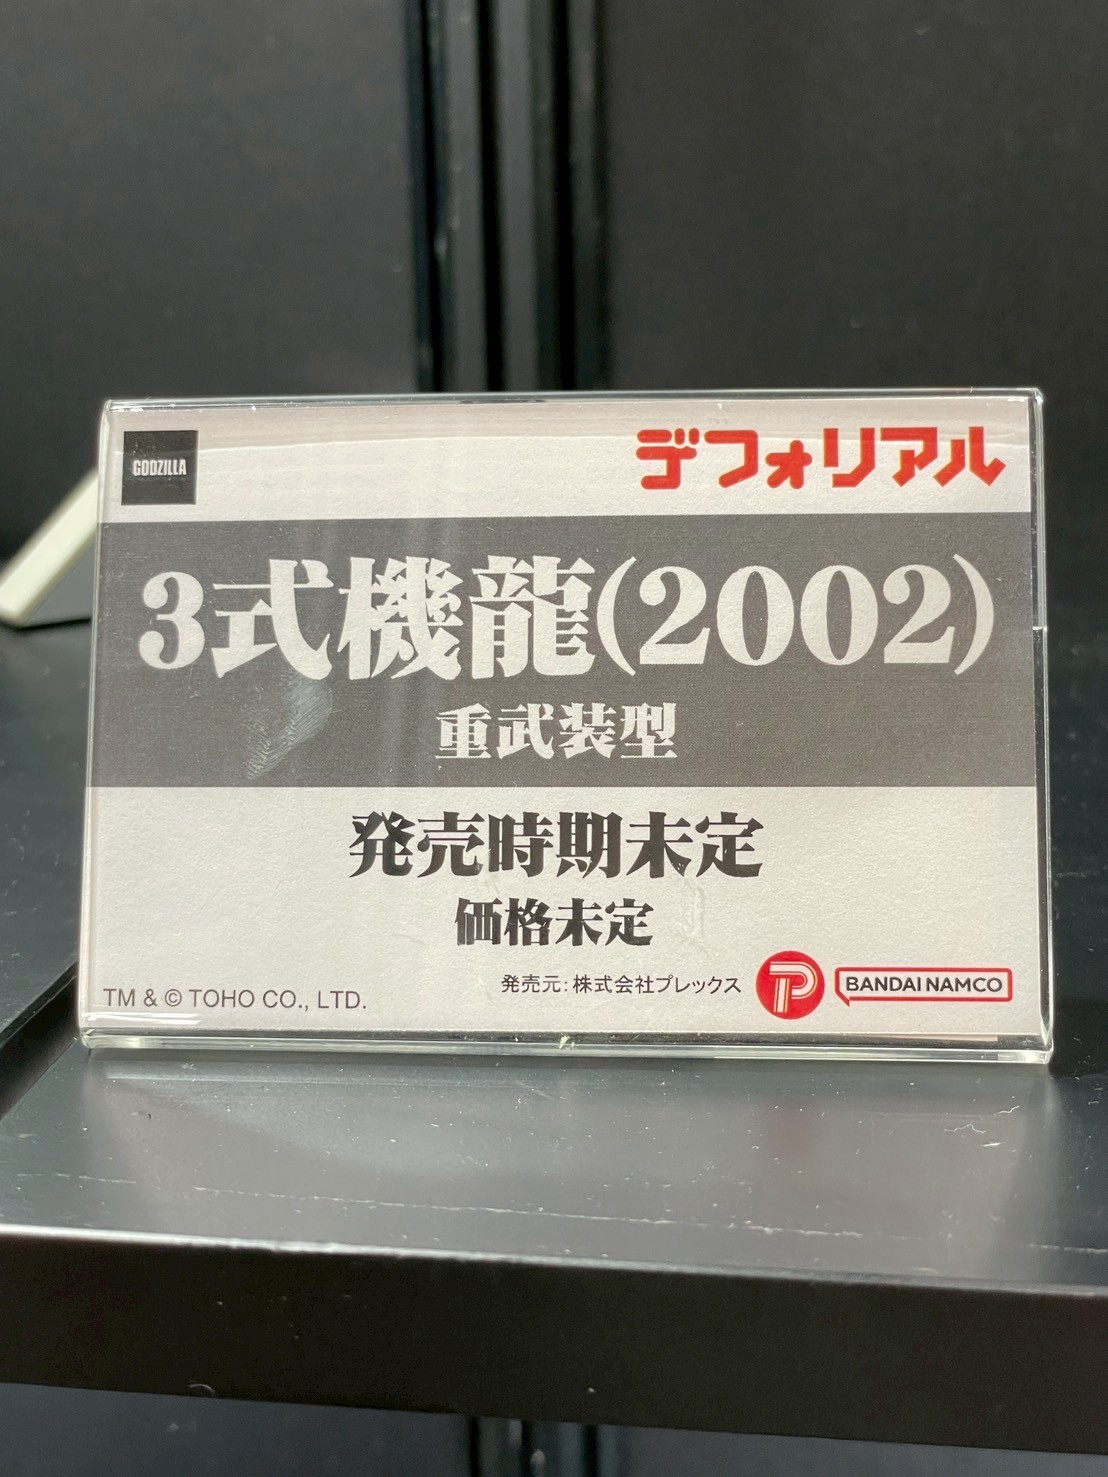 GODZILLA
デフォリアル
3式機龍(2002)
重武装型
発売時期未定
価格未定
発売元:株式会社プレックス
BANDAI NAMCO
TM & © TOHO CO., LTD.